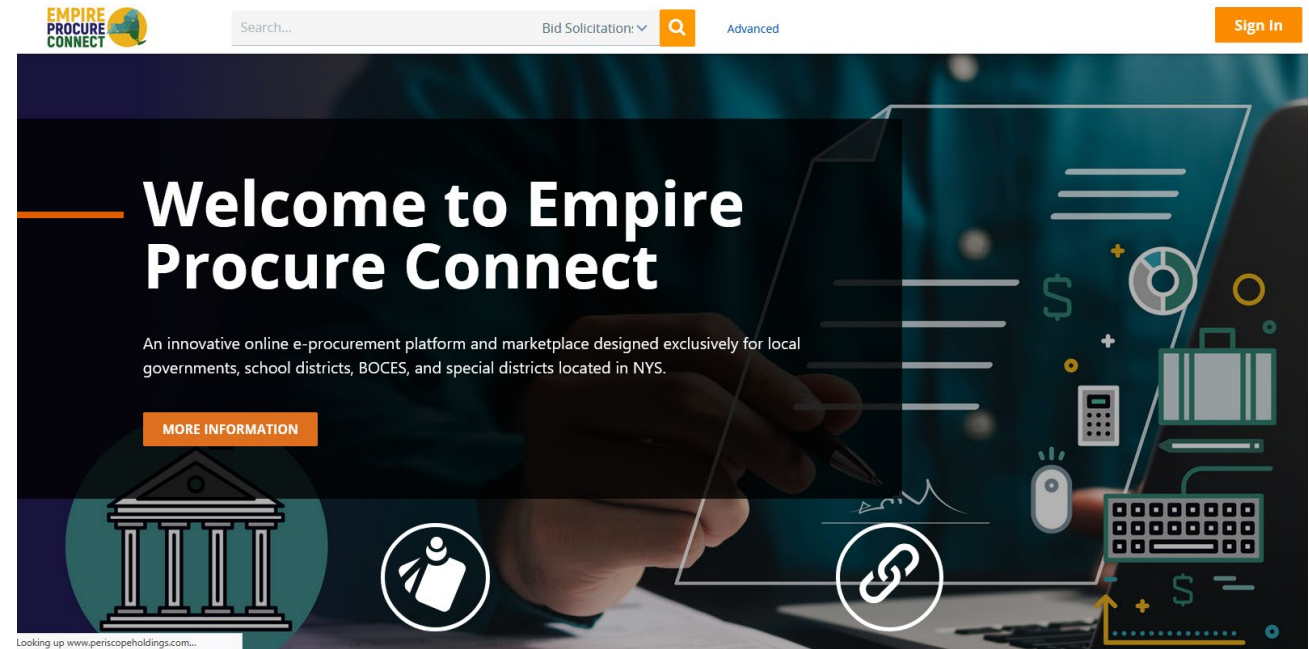 EMPIRE
PROCURE
CONNECT
Search...
Bid Solicitation:
Advanced
Sign In
Welcome to Empire
Procure Connect
An innovative online e-procurement platform and marketplace designed exclusively for local
governments, school districts, BOCES, and special districts located in NYS.
MORE INFORMATION
Looking up www.periscopeholdings.com...